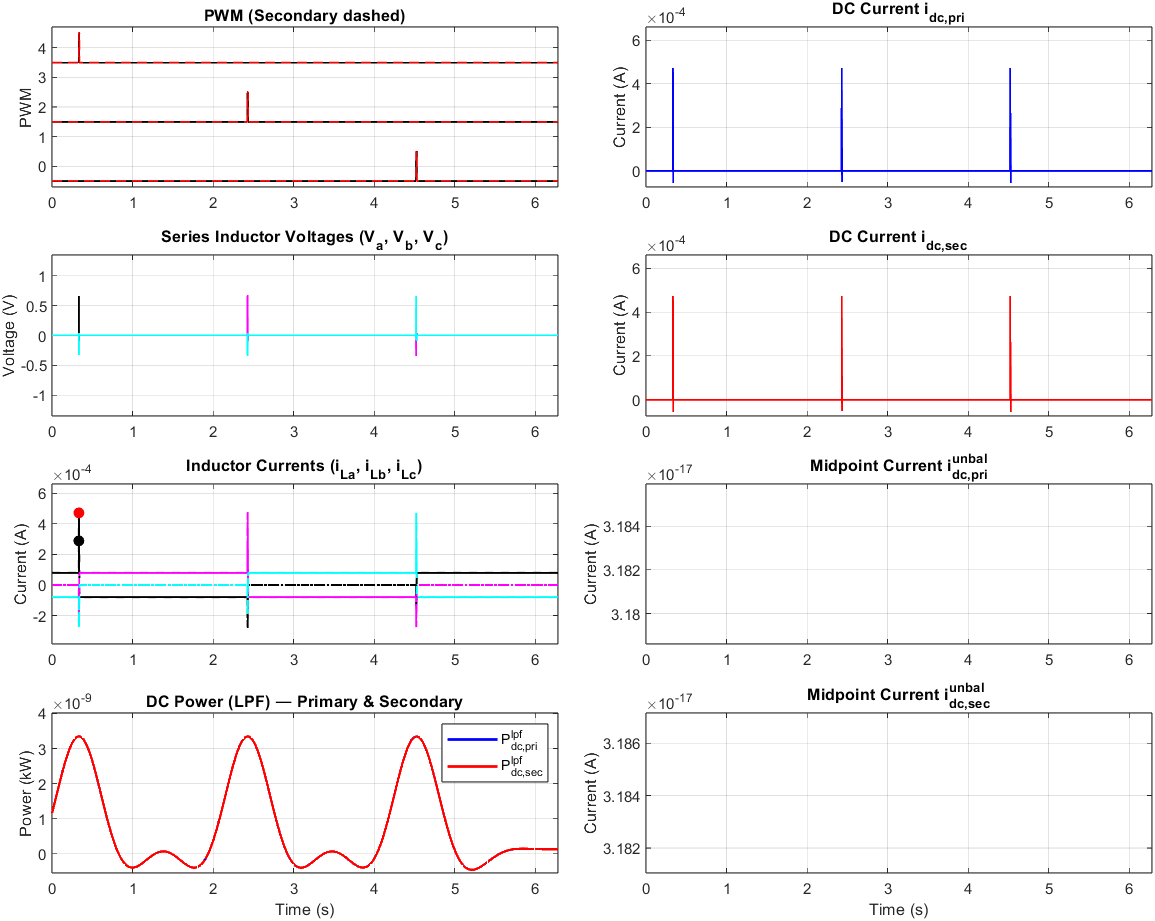 PWM (Secondary dashed)
PWM
4
3
2
1
0
0 1 2 3 4 5 6
DC Current i_dc,pri
×10^-4
Current (A)
6
4
2
0
0 1 2 3 4 5 6
Series Inductor Voltages (V_a, V_b, V_c)
Voltage (V)
1
0.5
0
-0.5
-1
0 1 2 3 4 5 6
DC Current i_dc,sec
×10^-4
Current (A)
6
4
2
0
0 1 2 3 4 5 6
Inductor Currents (i_La, i_Lb, i_Lc)
×10^-4
Current (A)
6
4
2
0
-2
0 1 2 3 4 5 6
Midpoint Current i_dc,pri^unbal
×10^-17
Current (A)
3.184
3.182
3.18
0 1 2 3 4 5 6
DC Power (LPF) — Primary & Secondary
×10^-9
Power (kW)
4
3
2
1
0
P_dc,pri^lpf
P_dc,sec^lpf
0 1 2 3 4 5 6
Time (s)
Midpoint Current i_dc,sec^unbal
×10^-17
Current (A)
3.186
3.184
3.182
0 1 2 3 4 5 6
Time (s)